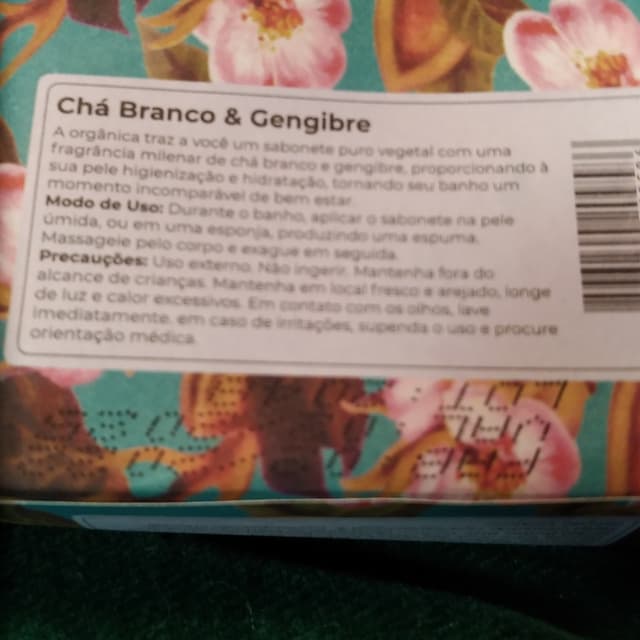 Chá Branco & Gengibre
A orgânica traz a você um sabonete puro vegetal com uma
fragrância milenar de chá branco e gengibre, proporcionando à
sua pele higienização e hidratação, tornando seu banho um
momento incomparável de bem estar.
Modo de Uso: Durante o banho, aplicar o sabonete na pele
úmida, ou em uma esponja, produzindo uma espuma.
Massageie pelo corpo e exague em seguida.
Precauções: Uso externo. Não ingerir. Mantenha fora do
alcance de crianças. Mantenha em local fresco e arejado, longe
de luz e calor excessivos. Em contato com os olhos, lave
imediatamente, em caso de irritações, supenda o uso e procure
orientação médica.